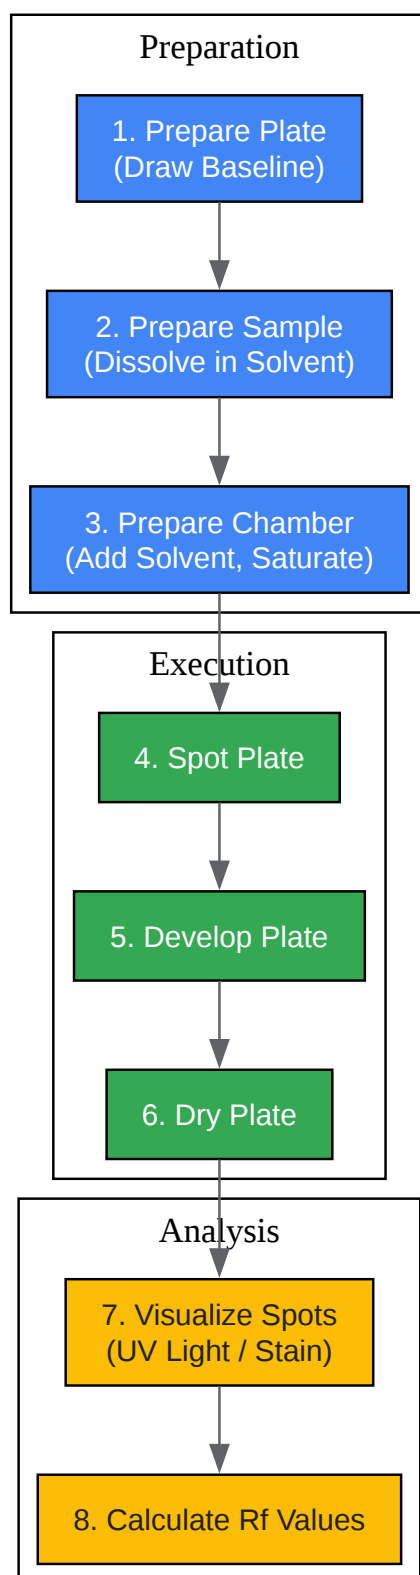 Preparation
1. Prepare Plate
(Draw Baseline)
2. Prepare Sample
(Dissolve in Solvent)
3. Prepare Chamber
(Add Solvent, Saturate)
Execution
4. Spot Plate
5. Develop Plate
6. Dry Plate
Analysis
7. Visualize Spots
(UV Light / Stain)
8. Calculate Rf Values